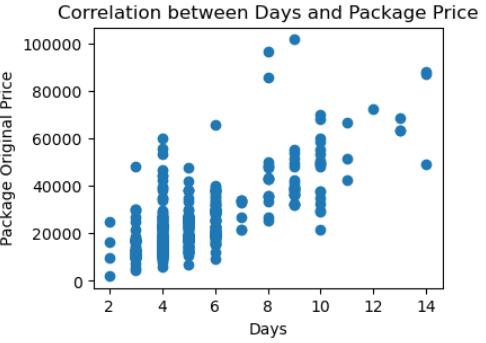 Correlation between Days and Package Price
Package Original Price
100000
80000
60000
40000
20000
0
2 4 6 8 10 12 14
Days